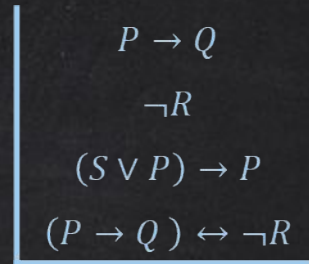 P → Q
¬R
(S ∨ P) → P
(P → Q) ↔ ¬R